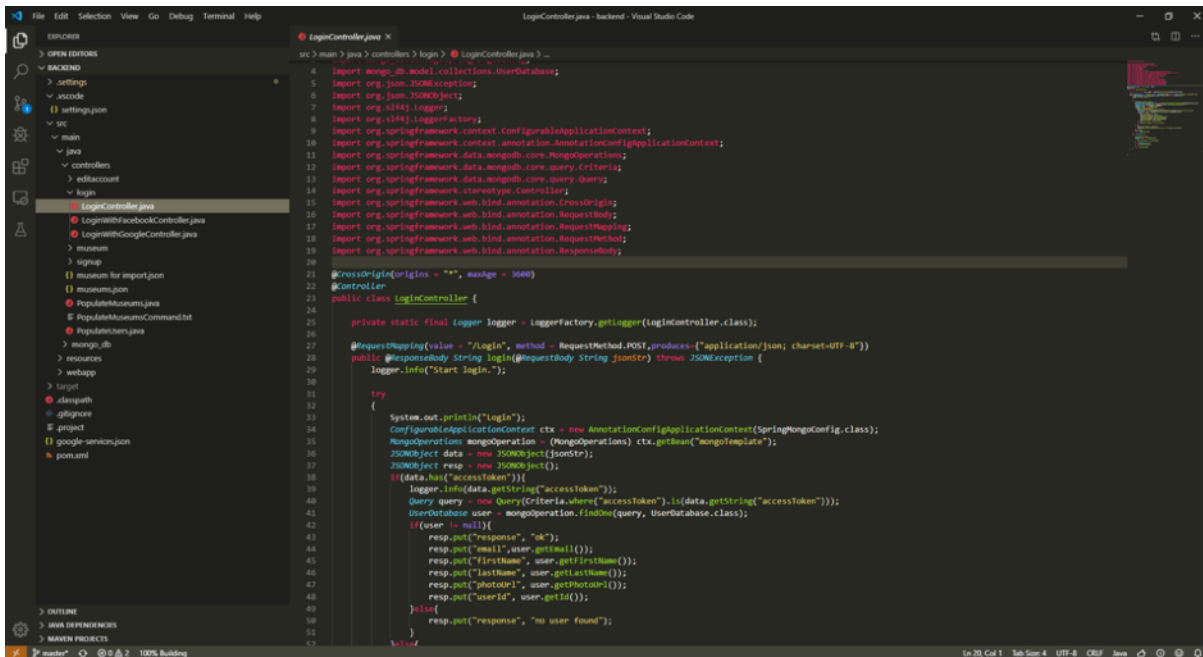 File Edit Selection View Go Debug Terminal Help
LoginController.java - backend - Visual Studio Code
EXPLORER
OPEN EDITORS
BACKEND
.settings
.vscode
settings.json
src
main
java
controllers
editaccount
login
LoginController.java
LoginWithFacebookController.java
LoginWithGoogleController.java
museum
signup
museum for import.json
museums.json
PopulateMuseums.java
PopulateMuseumsCommand.txt
PopulateUsers.java
mongo_db
resources
webapp
target
.classpath
.gitignore
.project
google-services.json
pom.xml
OUTLINE
JAVA DEPENDENCIES
MAVEN PROJECTS
LoginController.java ×
src > main > java > controllers > login > LoginController.java > ...
4 import mongo_db.model.collections.UserDatabase;
5 import org.json.JSONException;
6 import org.json.JSONObject;
7 import org.slf4j.Logger;
8 import org.slf4j.LoggerFactory;
9 import org.springframework.context.ConfigurableApplicationContext;
10 import org.springframework.context.annotation.AnnotationConfigApplicationContext;
11 import org.springframework.data.mongodb.core.MongoOperations;
12 import org.springframework.data.mongodb.core.query.Criteria;
13 import org.springframework.data.mongodb.core.query.Query;
14 import org.springframework.stereotype.Controller;
15 import org.springframework.web.bind.annotation.CrossOrigin;
16 import org.springframework.web.bind.annotation.RequestBody;
17 import org.springframework.web.bind.annotation.RequestMapping;
18 import org.springframework.web.bind.annotation.RequestMethod;
19 import org.springframework.web.bind.annotation.ResponseBody;
20
21 @CrossOrigin(origins = "*", maxAge = 3600)
22 @Controller
23 public class LoginController {
24
25 private static final Logger logger = LoggerFactory.getLogger(LoginController.class);
26
27 @RequestMapping(value = "/Login", method = RequestMethod.POST,produces={"application/json; charset=UTF-8"})
28 public @ResponseBody String login(@RequestBody String jsonStr) throws JSONException {
29 logger.info("Start login.");
30
31 try
32 {
33 System.out.println("Login");
34 ConfigurableApplicationContext ctx = new AnnotationConfigApplicationContext(SpringMongoConfig.class);
35 MongoOperations mongoOperation = (MongoOperations) ctx.getBean("mongoTemplate");
36 JSONObject data = new JSONObject(jsonStr);
37 JSONObject resp = new JSONObject();
38 if(data.has("accessToken")){
39 logger.info(data.getString("accessToken"));
40 Query query = new Query(Criteria.where("accessToken").is(data.getString("accessToken")));
41 UserDatabase user = mongoOperation.findOne(query, UserDatabase.class);
42 if(user != null){
43 resp.put("response", "ok");
44 resp.put("email",user.getEmail());
45 resp.put("firstName", user.getFirstName());
46 resp.put("lastName", user.getLastName());
47 resp.put("photoUrl", user.getPhotoUrl());
48 resp.put("userId", user.getId());
49 }else{
50 resp.put("response", "no user found");
51 }
52 }else{
master* 0 2 100% Building
Ln 20, Col 1 Tab Size: 4 UTF-8 CRLF Java